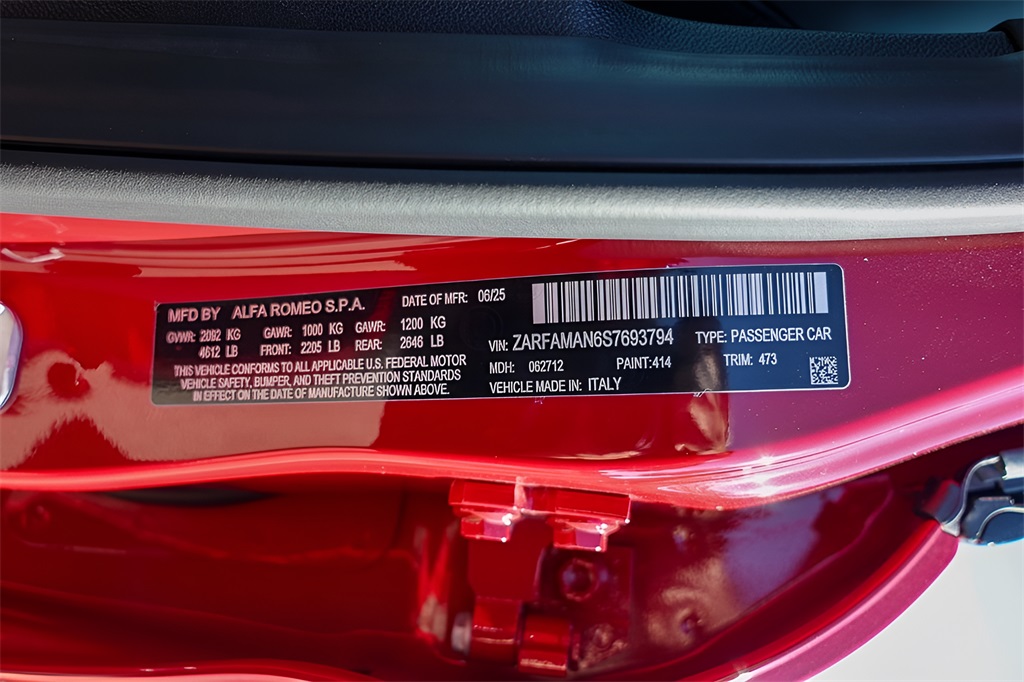 MFD BY ALFA ROMEO S.P.A. DATE OF MFR: 06/25
GVWR: 2092 KG GAWR: 1000 KG GAWR: 1200 KG
4612 LB FRONT: 2205 LB REAR: 2646 LB
THIS VEHICLE CONFORMS TO ALL APPLICABLE U.S. FEDERAL MOTOR
VEHICLE SAFETY, BUMPER, AND THEFT PREVENTION STANDARDS
IN EFFECT ON THE DATE OF MANUFACTURE SHOWN ABOVE.
VIN: ZARFAMAN6S7693794 TYPE: PASSENGER CAR
MDH: 062712 PAINT:414 TRIM: 473
VEHICLE MADE IN: ITALY